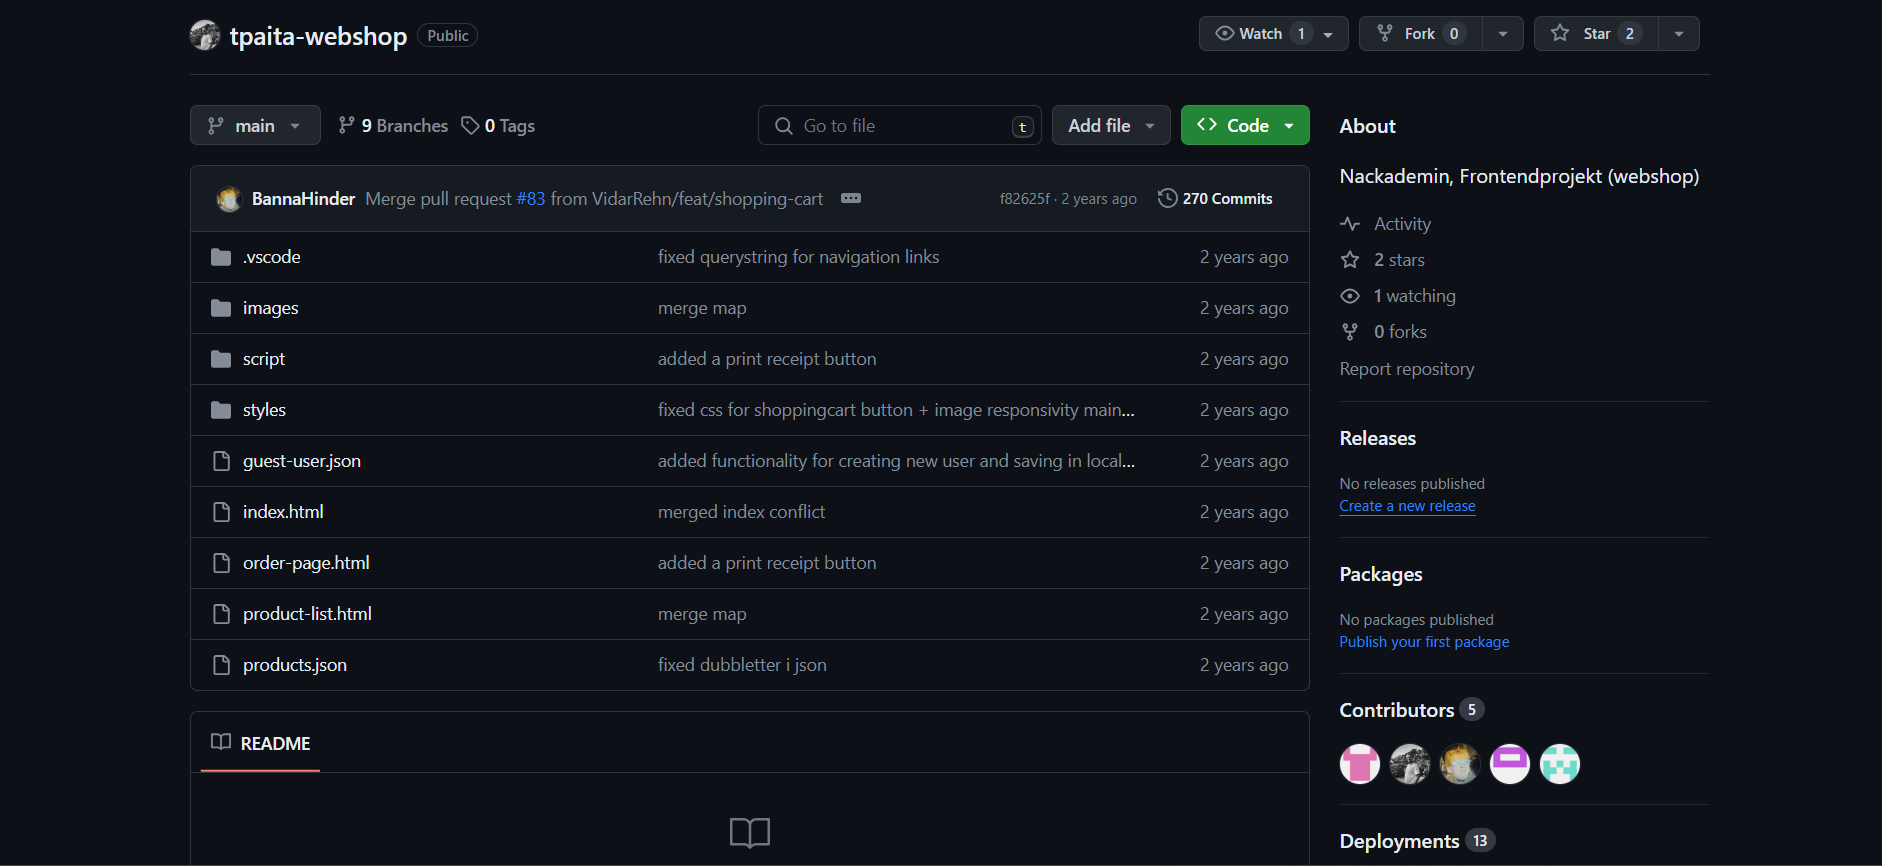 tpaita-webshop Public Watch 1 Fork 0 Star 2
main 9 Branches 0 Tags Go to file t Add file Code
BannaHinder Merge pull request #83 from VidarRehn/feat/shopping-cart f82625f · 2 years ago 270 Commits
.vscode fixed querystring for navigation links 2 years ago
images merge map 2 years ago
script added a print receipt button 2 years ago
styles fixed css for shoppingcart button + image responsivity main... 2 years ago
guest-user.json added functionality for creating new user and saving in local... 2 years ago
index.html merged index conflict 2 years ago
order-page.html added a print receipt button 2 years ago
product-list.html merge map 2 years ago
products.json fixed dubbletter i json 2 years ago
README
About
Nackademin, Frontendprojekt (webshop)
Activity
2 stars
1 watching
0 forks
Report repository
Releases
No releases published
Create a new release
Packages
No packages published
Publish your first package
Contributors 5
Deployments 13